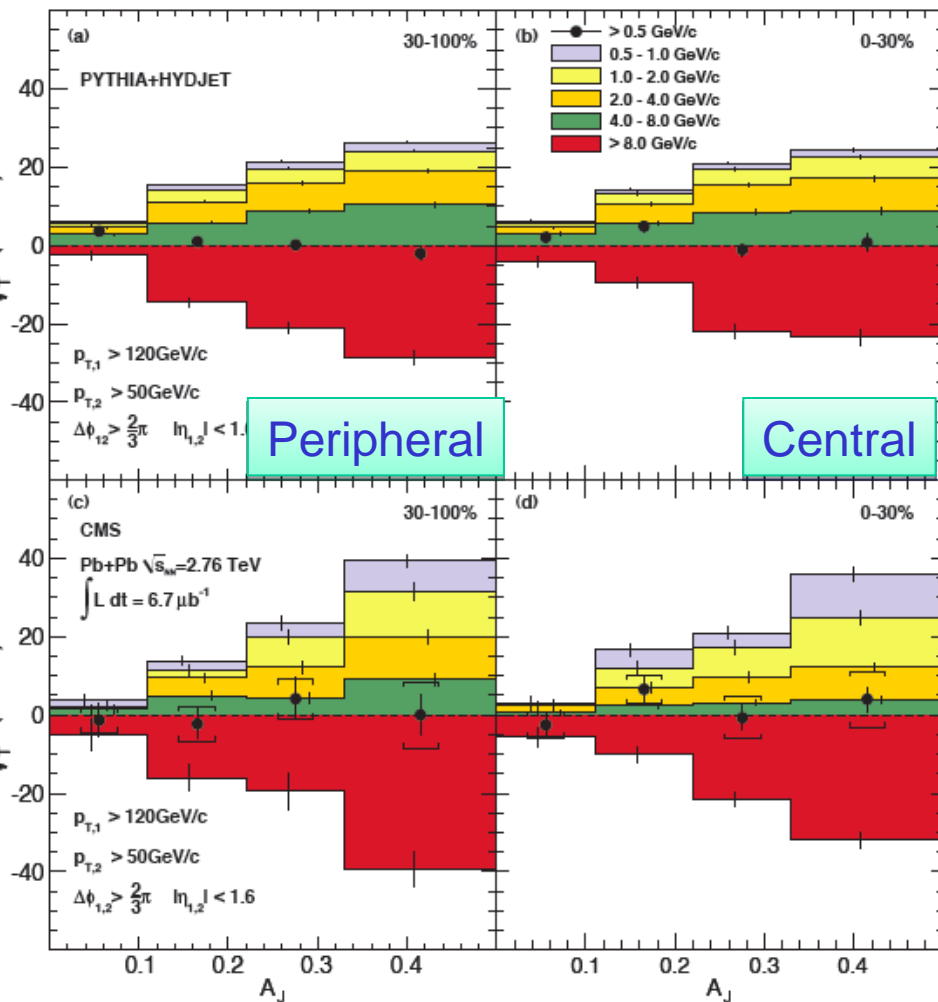 (a)
30-100%
PYTHIA+HYDJET
40
20
0
-20
-40
p_T,1 > 120GeV/c
p_T,2 > 50GeV/c
Δϕ_12 > 2/3 π |η_1,2| < 1.
Peripheral
(b)
0-30%
> 0.5 GeV/c
0.5 - 1.0 GeV/c
1.0 - 2.0 GeV/c
2.0 - 4.0 GeV/c
4.0 - 8.0 GeV/c
> 8.0 GeV/c
Central
(c)
30-100%
CMS
Pb+Pb √s_NN=2.76 TeV
∫L dt = 6.7 μb⁻¹
40
20
0
-20
-40
p_T,1 > 120GeV/c
p_T,2 > 50GeV/c
Δϕ_1,2 > 2/3 π |η_1,2| < 1.6
0.1 0.2 0.3 0.4
A_J
(d)
0-30%
0.1 0.2 0.3 0.4
A_J